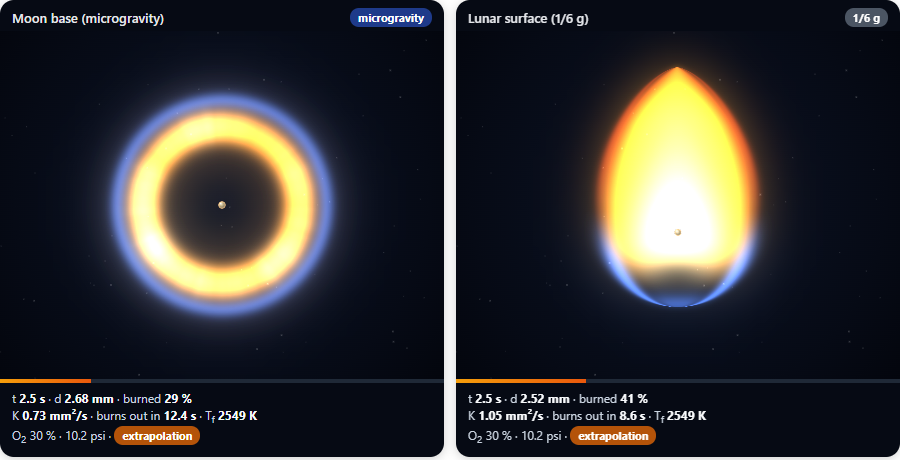 Moon base (microgravity)
microgravity
t 2.5 s · d 2.68 mm · burned 29 %
K 0.73 mm²/s · burns out in 12.4 s · Tf 2549 K
O₂ 30 % · 10.2 psi · extrapolation
Lunar surface (1/6 g)
1/6 g
t 2.5 s · d 2.52 mm · burned 41 %
K 1.05 mm²/s · burns out in 8.6 s · Tf 2549 K
O₂ 30 % · 10.2 psi · extrapolation